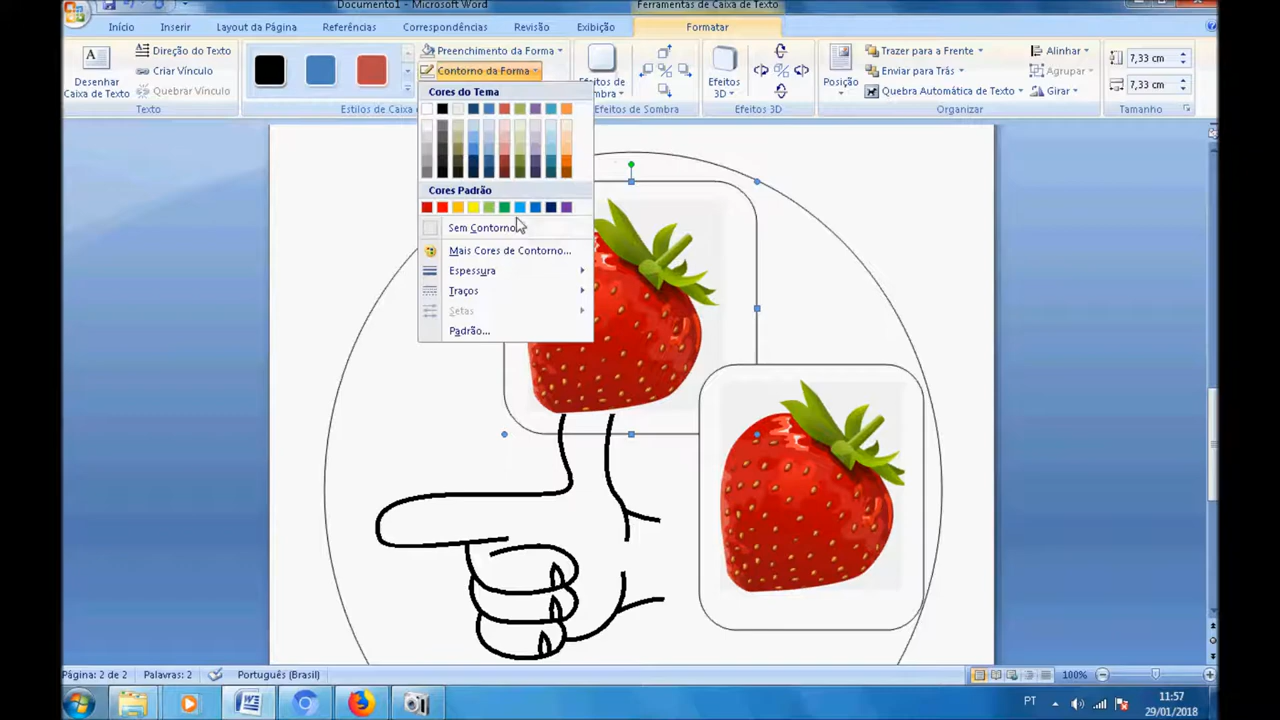 Documento1 - Microsoft Word
Ferramentas de Caixa de Texto
Início Inserir Layout da Página Referências Correspondências Revisão Exibição Formatar
Desenhar Caixa de Texto
Direção do Texto
Criar Vínculo
Quebrar Vínculo
Texto
Estilos de Caixa
Preenchimento da Forma
Contorno da Forma
Efeitos de Sombra
Efeitos de Sombra
Efeitos 3D
Efeitos 3D
Posição
Trazer para a Frente
Enviar para Trás
Quebra Automática de Texto
Alinhar
Agrupar
Girar
Organizar
7,33 cm
7,33 cm
Tamanho
Cores do Tema
Cores Padrão
Sem Contorno
Mais Cores de Contorno...
Espessura
Traços
Setas
Padrão...
Página: 2 de 2 Palavras: 2 Português (Brasil) 100%
PT
11:57
29/01/2018